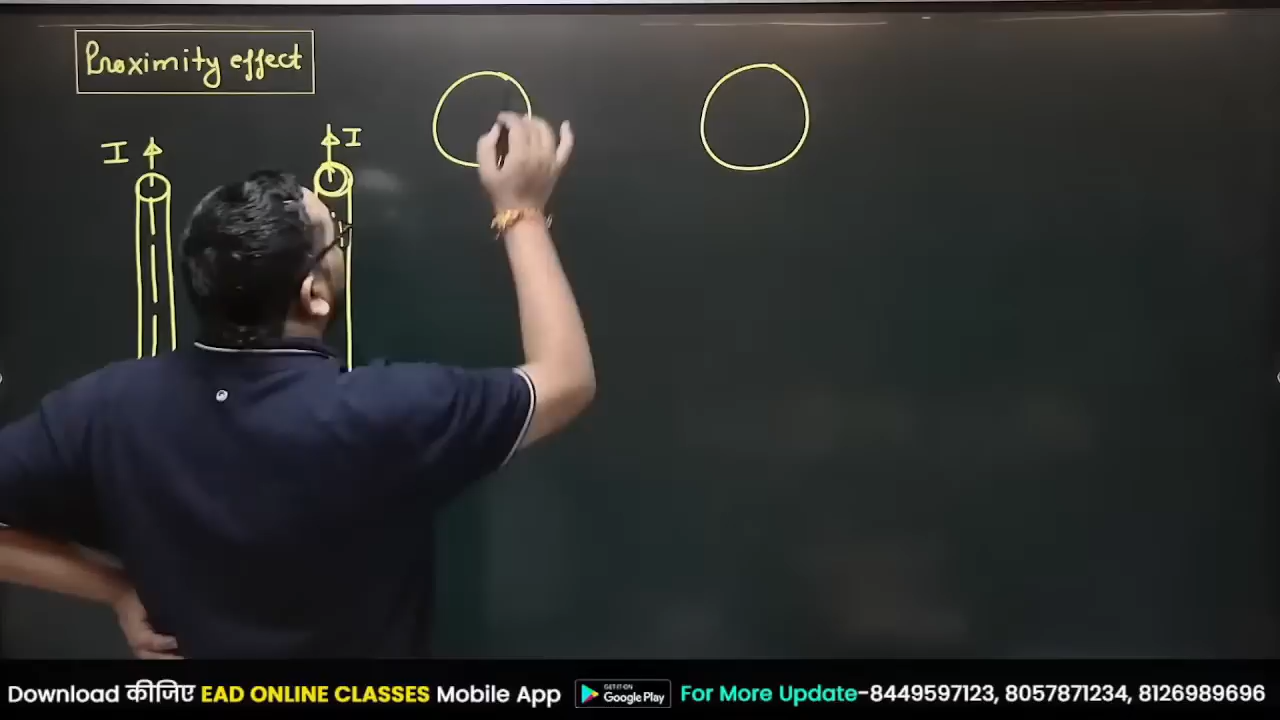 Proximity effect
I
I
Download कीजिए EAD ONLINE CLASSES Mobile App
GET IT ON
Google Play
For More Update-8449597123, 8057871234, 8126989696